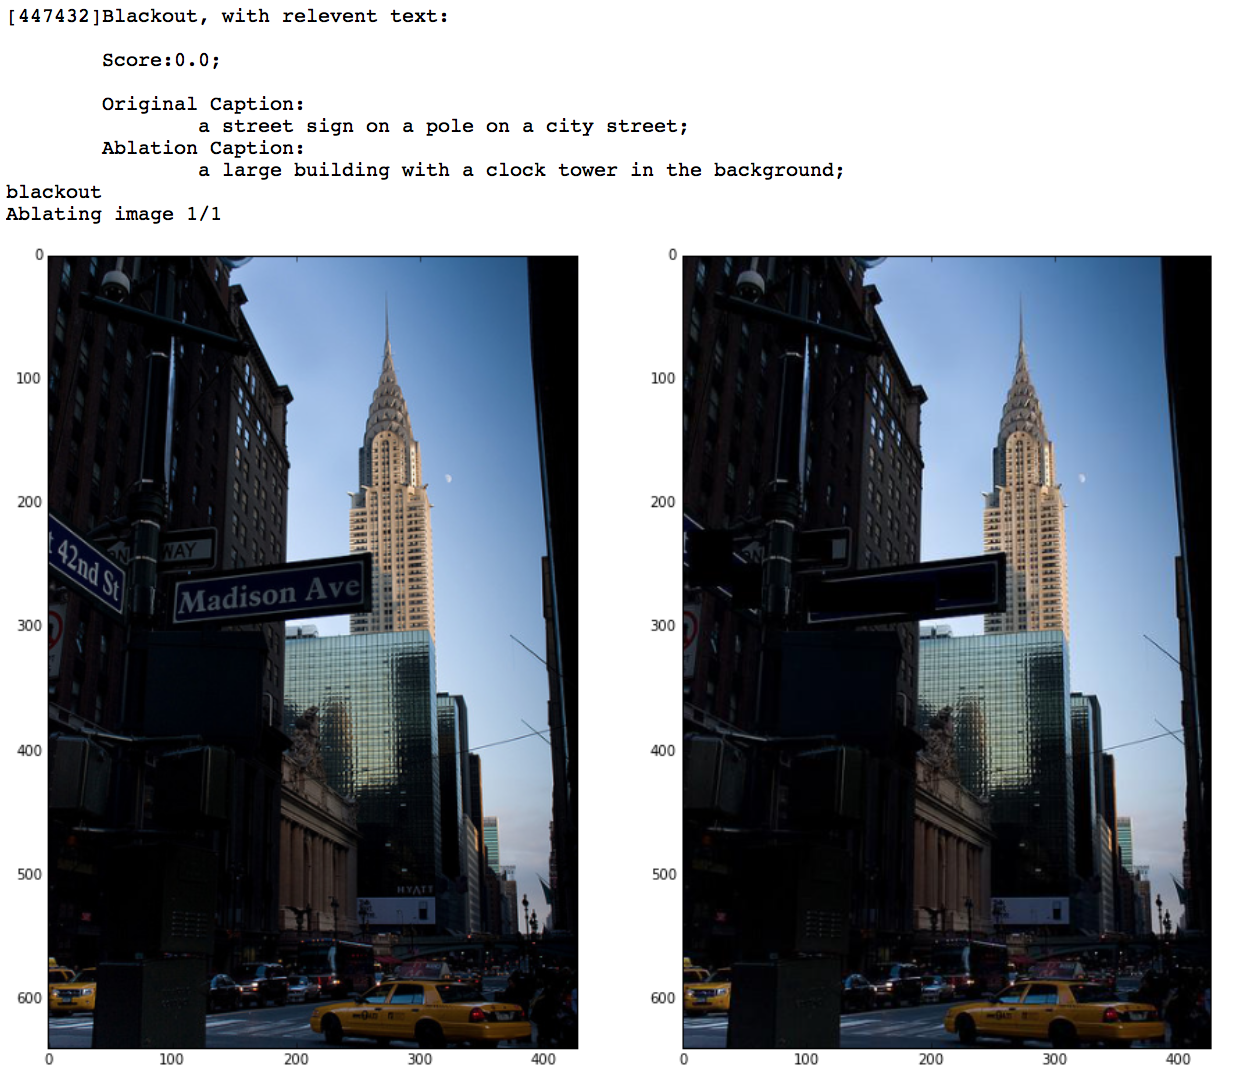 [447432]Blackout, with relevent text:
Score:0.0;
Original Caption:
a street sign on a pole on a city street;
Ablation Caption:
a large building with a clock tower in the background;
blackout
Ablating image 1/1
0
100
200
300
400
500
600
0 100 200 300 400
t 42nd St
WAY
Madison Ave
HYATT
0
100
200
300
400
500
600
0 100 200 300 400